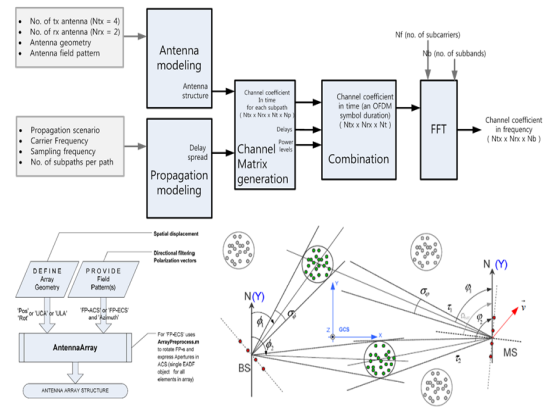 No. of tx antenna (Ntx = 4)
No. of rx antenna (Nrx = 2)
Antenna geometry
Antenna field pattern
Antenna
modeling
Antenna
structure
Propagation scenario
Carrier Frequency
Sampling frequency
No. of subpaths per path
Delay
spread
Propagation modeling
Channel coefficient
In time
for each subpath
( Ntx x Nrx x Nt x Np )
Delays
Power
levels
Channel
Matrix
generation
Channel coefficient
in time (an OFDM
symbol duration)
( Ntx x Nrx x Nt )
Combination
Nf (no. of subcarriers)
Nb (no. of subbands)
FFT
Channel coefficient
in frequency
( Ntx x Nrx x Nb )
Spatial displacement
Directional filtering
Polarization vectors
DEFINE
Array
Geometry
PROVIDE
Field
Pattern(s)
'Pos' or 'UCA' or 'ULA'
'Rot'
'FP-ACS' or 'FP-ECS'
and 'Azimuth'
AntennaArray
For 'FP-ECS' uses
ArrayPreprocess.m
to rotate FPs and
express Apertures in
ACS (single EADF
object for all
elements in array)
ANTENNA ARRAY STRUCTURE
N (Y)
BS
Y
Z GCS X
N (Y)
MS